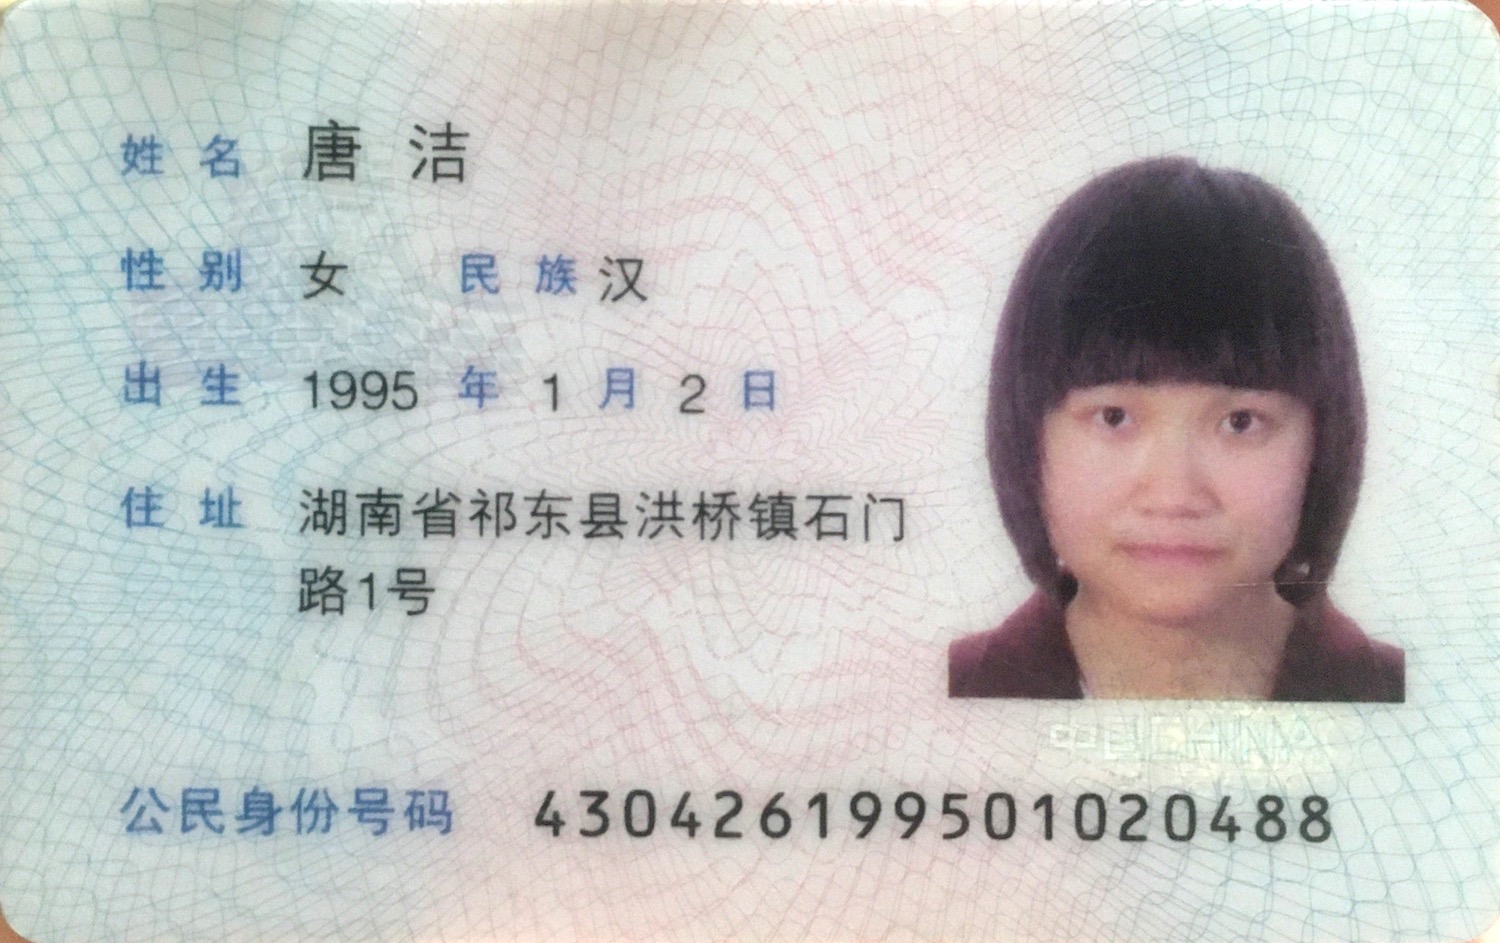 姓名 唐洁
性别 女 民族 汉
出生 1995 年 1 月 2 日
住址 湖南省祁东县洪桥镇石门
路1号
中国CHINA
公民身份号码 430426199501020488